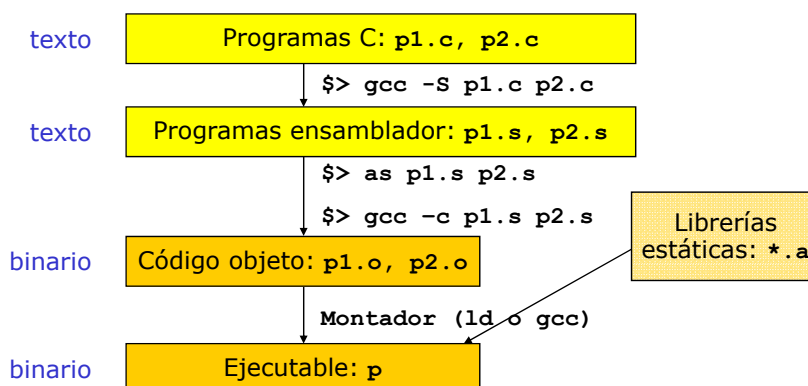 texto
Programas C: p1.c, p2.c
$> gcc -S p1.c p2.c
texto
Programas ensamblador: p1.s, p2.s
$> as p1.s p2.s
$> gcc –c p1.s p2.s
Librerías
estáticas: *.a
binario
Código objeto: p1.o, p2.o
Montador (ld o gcc)
binario
Ejecutable: p